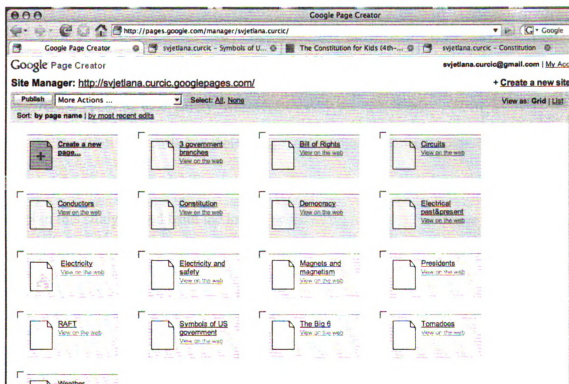 Google Page Creator
http://pages.google.com/manager/svjetlana.curcic/
G Google
Google Page Creator
svjetlana.curcic – Symbols of U...
The Constitution for Kids (4th-...
svjetlana.curcic – Constitution
Google Page Creator
svjetlana.curcic@gmail.com | My Acc
Site Manager: http://svjetlana.curcic.googlepages.com/
+ Create a new site
Publish More Actions ... Select: All, None View as: Grid | List
Sort: by page name | by most recent edits
Create a new page...
3 government branches
View on the web
Bill of Rights
View on the web
Circuits
View on the web
Conductors
View on the web
Constitution
View on the web
Democracy
View on the web
Electrical past&present
View on the web
Electricity
View on the web
Electricity and safety
View on the web
Magnets and magnetism
View on the web
Presidents
View on the web
RAFT
View on the web
Symbols of US government
View on the web
The Big 6
View on the web
Tornadoes
View on the web
Weather